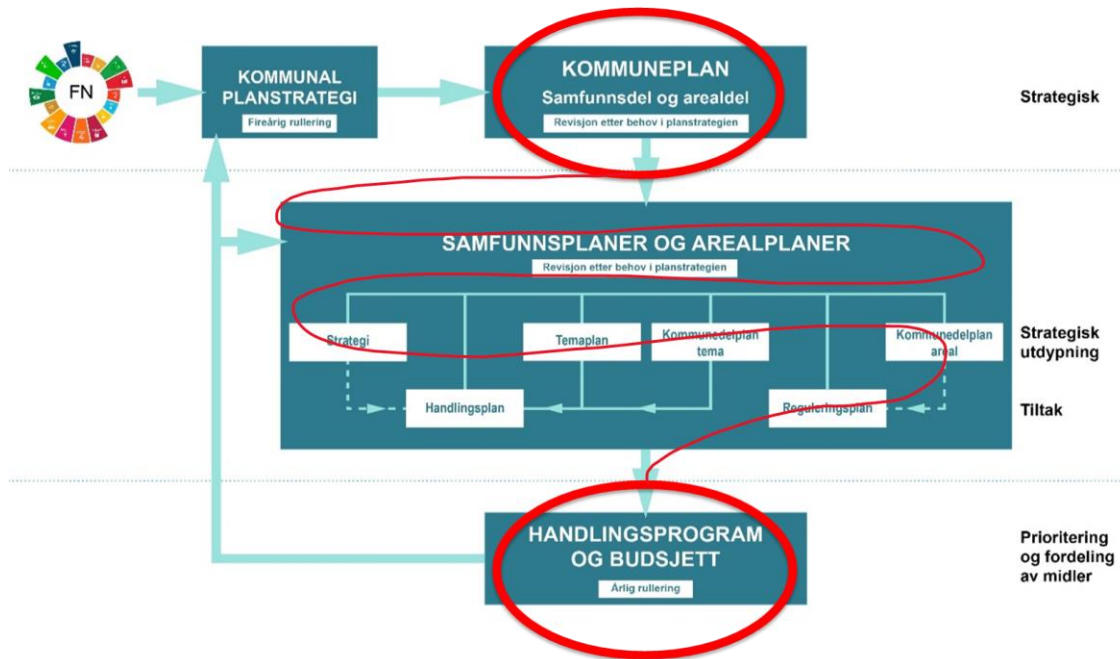 FN
KOMMUNAL
PLANSTRATEGI
Fireårig rullering
KOMMUNEPLAN
Samfunnsdel og arealdel
Revisjon etter behov i planstrategien
Strategisk
SAMFUNNSPLANER OG AREALPLANER
Revisjon etter behov i planstrategien
Strategi
Temaplan
Kommunedelplan
tema
Kommunedelplan
areal
Strategisk
utdypning
Handlingsplan
Reguleringsplan
Tiltak
HANDLINGSPROGRAM
OG BUDSJETT
Årlig rullering
Prioritering
og fordeling
av midler